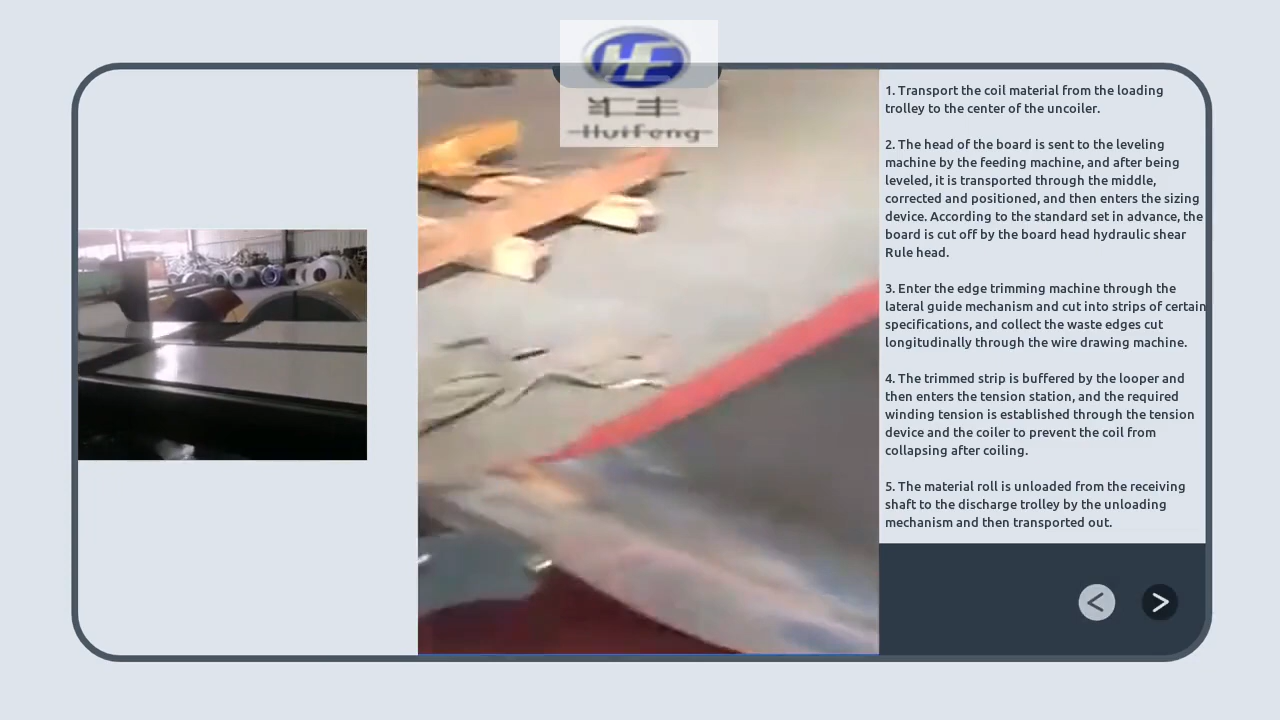 HF
汇丰
HuiFeng
1. Transport the coil material from the loading
trolley to the center of the uncoiler.
2. The head of the board is sent to the leveling
machine by the feeding machine, and after being
leveled, it is transported through the middle,
corrected and positioned, and then enters the sizing
device. According to the standard set in advance, the
board is cut off by the board head hydraulic shear
Rule head.
3. Enter the edge trimming machine through the
lateral guide mechanism and cut into strips of certain
specifications, and collect the waste edges cut
longitudinally through the wire drawing machine.
4. The trimmed strip is buffered by the looper and
then enters the tension station, and the required
winding tension is established through the tension
device and the coiler to prevent the coil from
collapsing after coiling.
5. The material roll is unloaded from the receiving
shaft to the discharge trolley by the unloading
mechanism and then transported out.